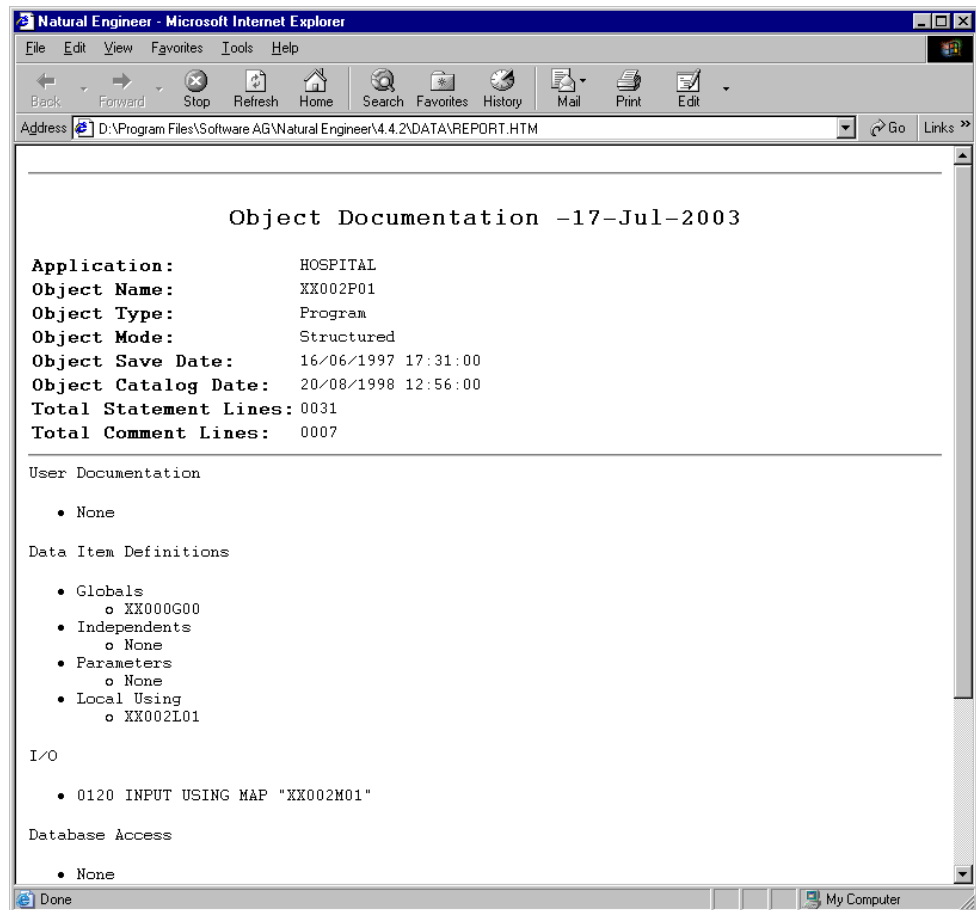 Natural Engineer - Microsoft Internet Explorer
File Edit View Favorites Tools Help
Back Forward Stop Refresh Home Search Favorites History Mail Print Edit
Address D:\Program Files\Software AG\Natural Engineer\4.4.2\DATA\REPORT.HTM Go Links »
Object Documentation -17-Jul-2003
Application: HOSPITAL
Object Name: XX002P01
Object Type: Program
Object Mode: Structured
Object Save Date: 16/06/1997 17:31:00
Object Catalog Date: 20/08/1998 12:56:00
Total Statement Lines: 0031
Total Comment Lines: 0007
User Documentation
• None
Data Item Definitions
• Globals
o XX000G00
• Independents
o None
• Parameters
o None
• Local Using
o XX002L01
I/O
• 0120 INPUT USING MAP "XX002M01"
Database Access
• None
Done My Computer